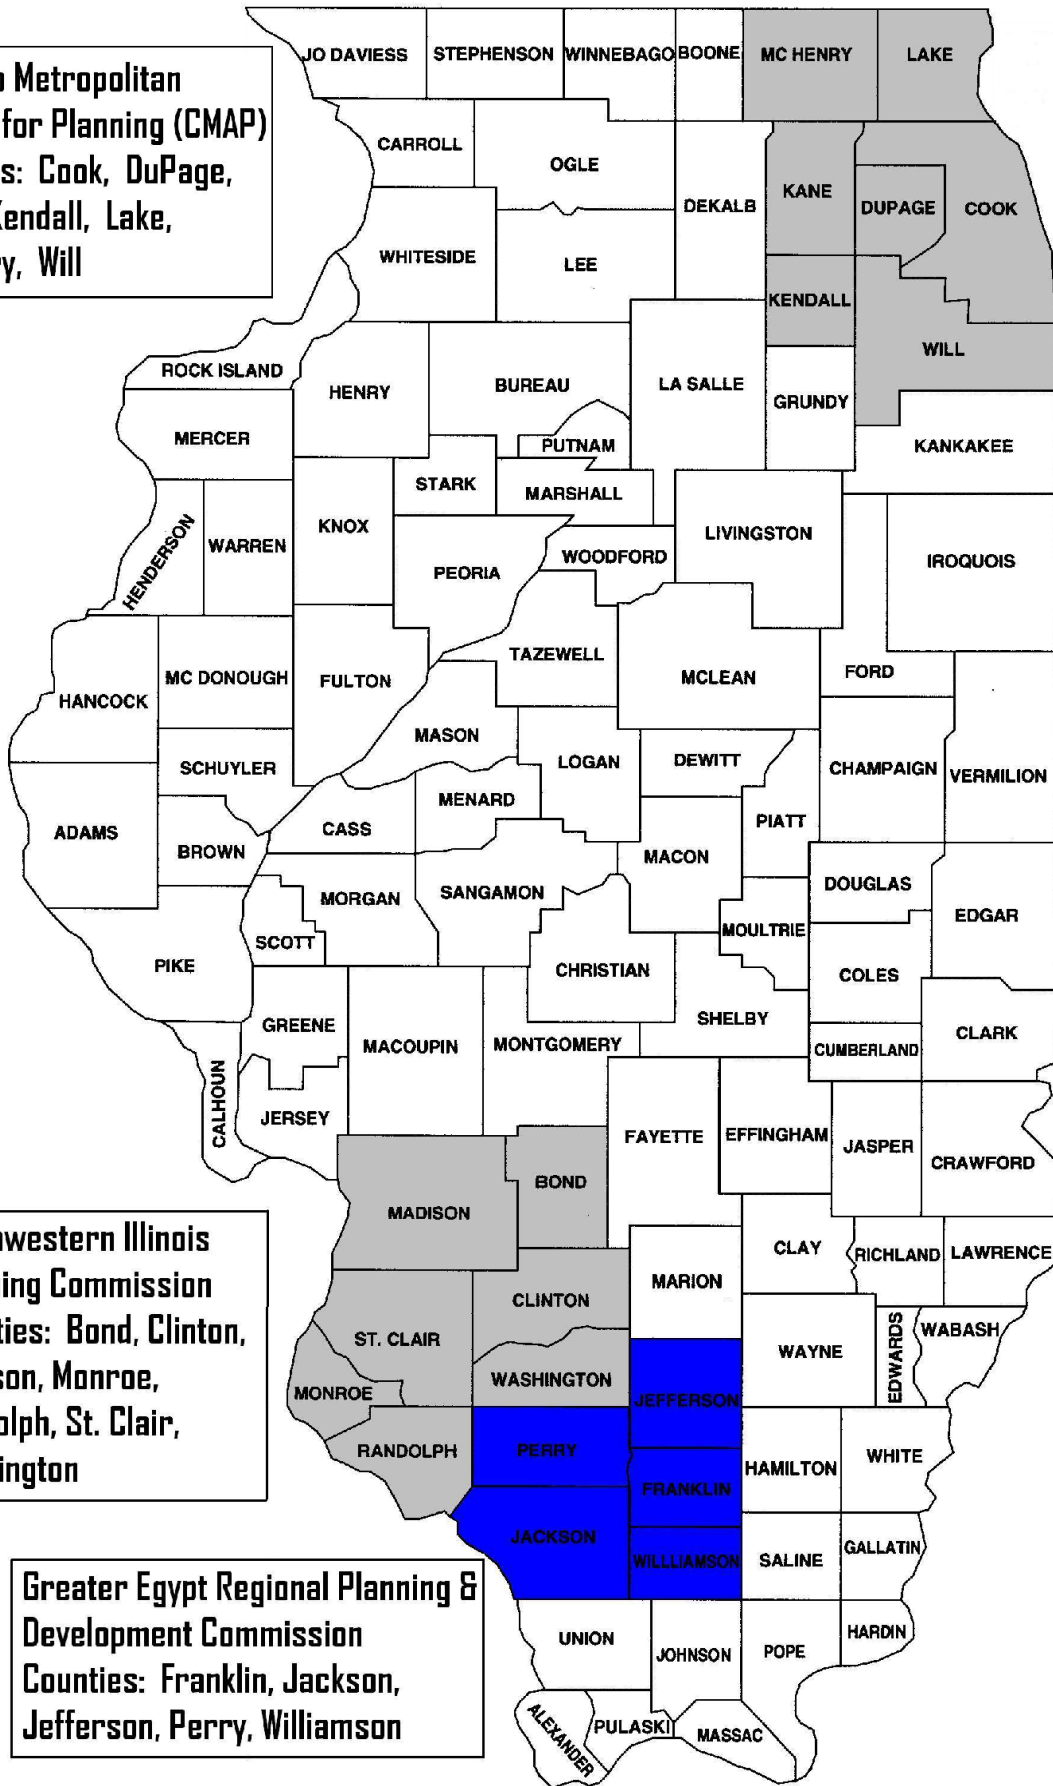 JO DAVIESS STEPHENSON WINNEBAGO BOONE MC HENRY LAKE
Metropolitan
for Planning (CMAP)
Cook, DuPage,
Kendall, Lake,
Will
CARROLL OGLE
DEKALB KANE DUPAGE COOK
WHITESIDE LEE
KENDALL
ROCK ISLAND HENRY BUREAU LA SALLE GRUNDY WILL
MERCER PUTNAM KANKAKEE
STARK MARSHALL
HENDERSON WARREN KNOX PEORIA WOODFORD LIVINGSTON IROQUOIS
HANCOCK MC DONOUGH FULTON TAZEWELL MCLEAN FORD
MASON
SCHUYLER LOGAN DEWITT CHAMPAIGN VERMILION
ADAMS BROWN CASS MENARD PIATT
MACON
MORGAN SANGAMON DOUGLAS
SCOTT MOULTRIE EDGAR
PIKE CHRISTIAN COLES
GREENE MACOUPIN MONTGOMERY SHELBY CUMBERLAND CLARK
CALHOUN JERSEY
FAYETTE EFFINGHAM JASPER CRAWFORD
MADISON BOND
CLAY RICHLAND LAWRENCE
western Illinois
Commission
Bond, Clinton,
Monroe,
St. Clair,
MARION
CLINTON
ST. CLAIR WAYNE EDWARDS WABASH
MONROE WASHINGTON JEFFERSON
RANDOLPH PERRY HAMILTON WHITE
FRANKLIN
JACKSON WILLLIAMSON SALINE GALLATIN
Greater Egypt Regional Planning &
Development Commission
Counties: Franklin, Jackson,
Jefferson, Perry, Williamson
UNION JOHNSON POPE HARDIN
ALEXANDER PULASKI MASSAC